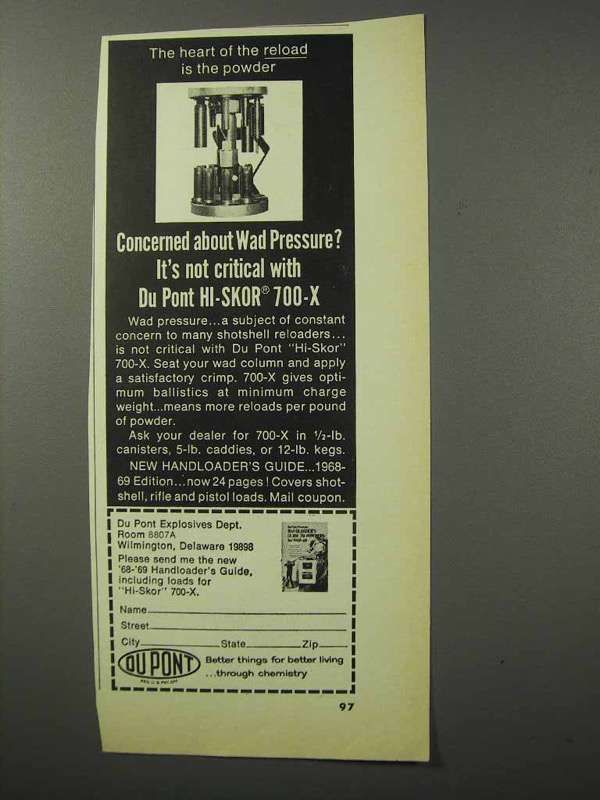 The heart of the reload
is the powder
Concerned about Wad Pressure?
It's not critical with
Du Pont HI-SKOR® 700-X
Wad pressure...a subject of constant
concern to many shotshell reloaders...
is not critical with Du Pont "Hi-Skor"
700-X. Seat your wad column and apply
a satisfactory crimp. 700-X gives opti-
mum ballistics at minimum charge
weight...means more reloads per pound
of powder.
Ask your dealer for 700-X in ½-lb.
canisters, 5-lb. caddies, or 12-lb. kegs.
NEW HANDLOADER'S GUIDE...1968-
69 Edition...now 24 pages! Covers shot-
shell, rifle and pistol loads. Mail coupon.
Du Pont Explosives Dept.
Room 8807A
Wilmington, Delaware 19898
Please send me the new
'68-'69 Handloader's Guide,
including loads for
"Hi-Skor" 700-X.
Name
Street
City State Zip
DU PONT
Better things for better living
...through chemistry
97